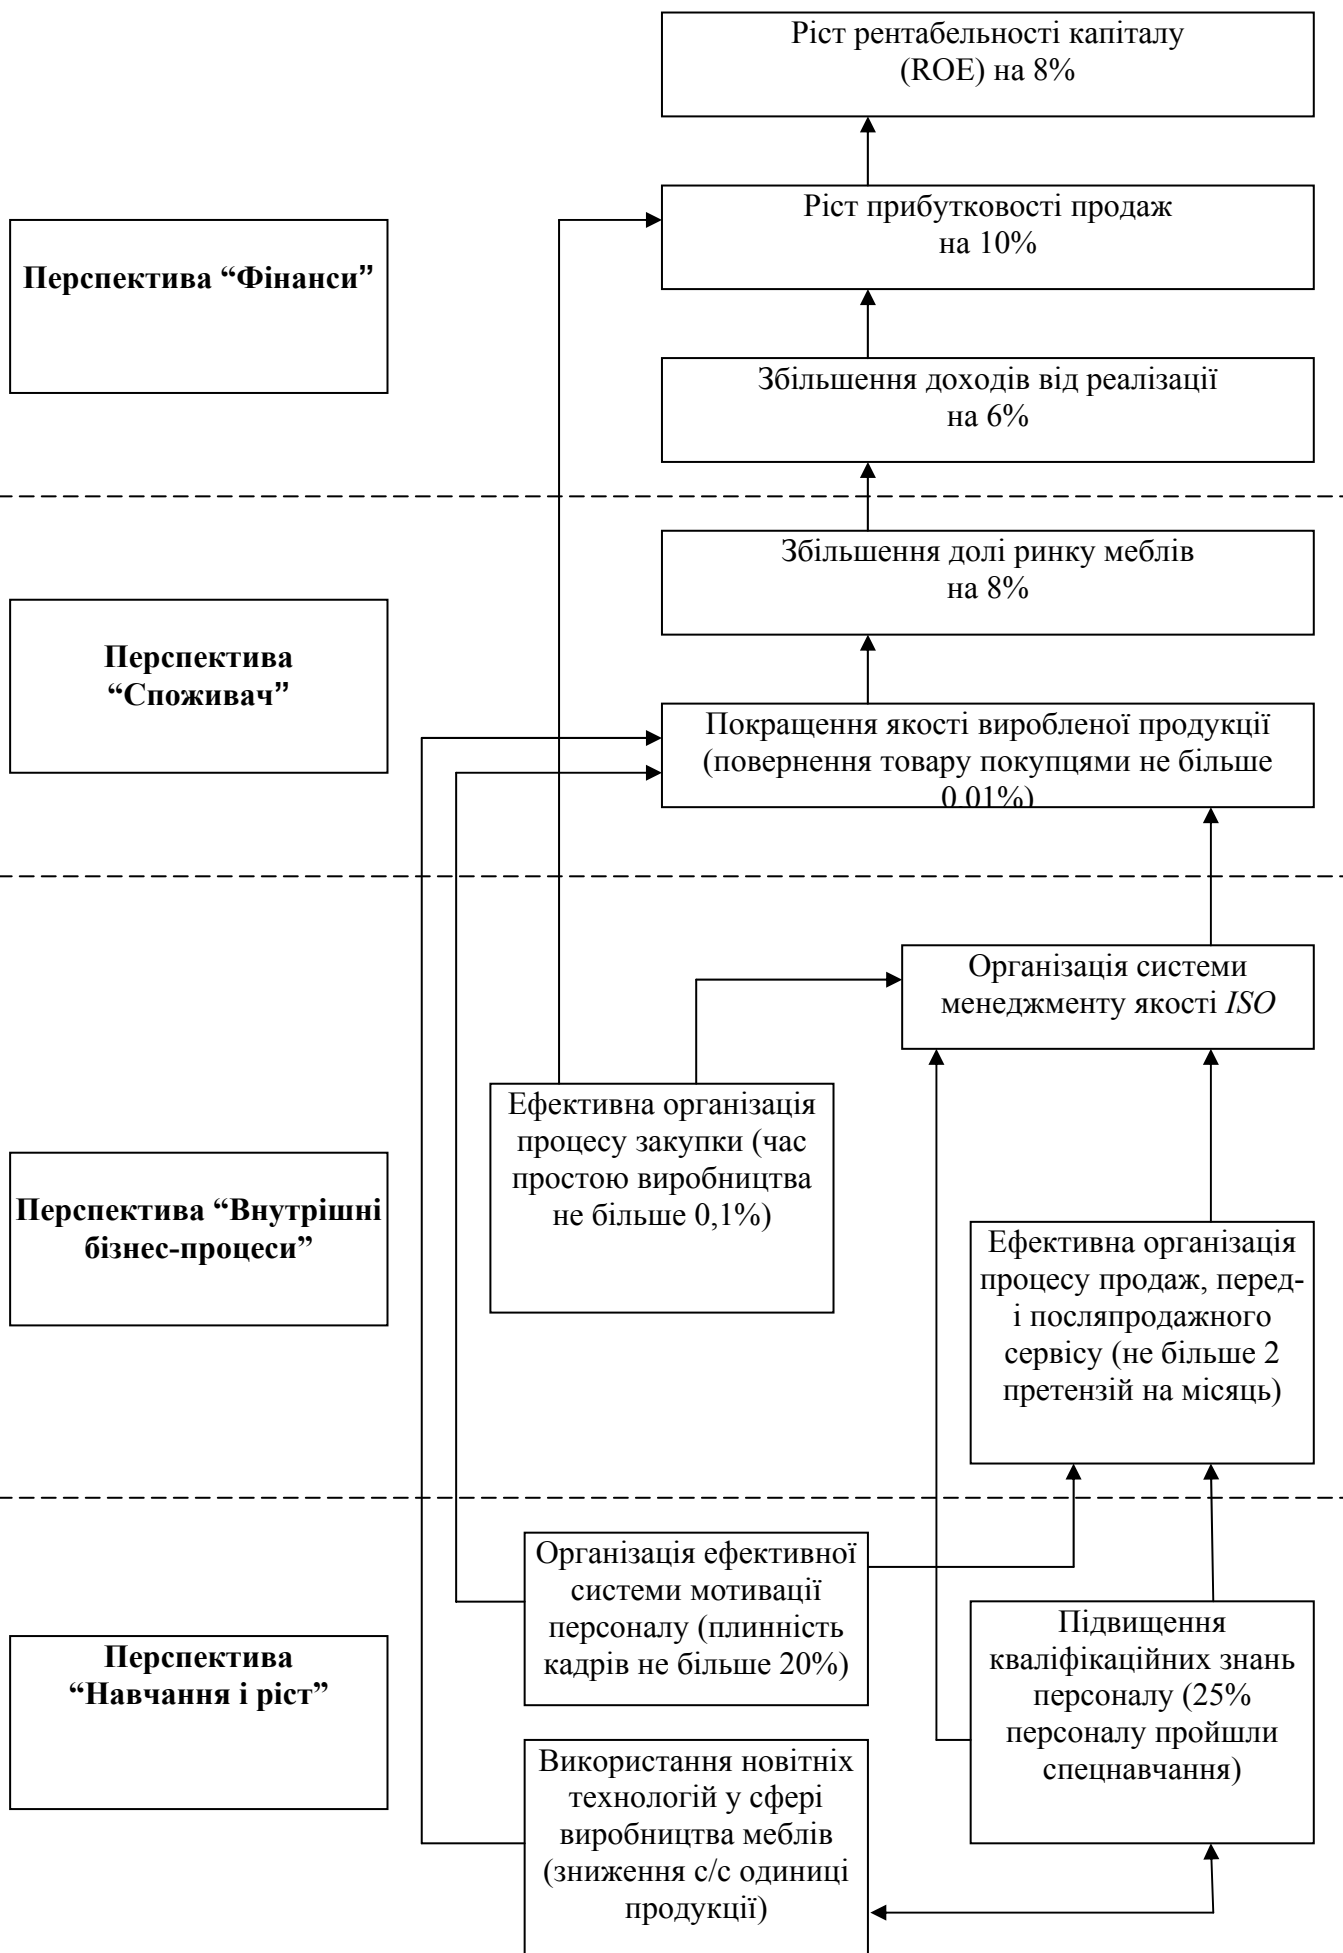 Ріст рентабельності капіталу
(ROE) на 8%
Ріст прибутковості продаж
на 10%
Перспектива “Фінанси”
Збільшення доходів від реалізації
на 6%
Збільшення долі ринку меблів
на 8%
Перспектива
“Споживач”
Покращення якості виробленої продукції
(повернення товару покупцями не більше
0,01%)
Організація системи
менеджменту якості ISO
Ефективна організація
процесу закупки (час
простою виробництва
не більше 0,1%)
Перспектива “Внутрішні
бізнес-процеси”
Ефективна організація
процесу продаж, перед-
і посляпродажного
сервісу (не більше 2
претензій на місяць)
Організація ефективної
системи мотивації
персоналу (плинність
кадрів не більше 20%)
Перспектива
“Навчання і ріст”
Підвищення
кваліфікаційних знань
персоналу (25%
персоналу пройшли
спецнавчання)
Використання новітніх
технологій у сфері
виробництва меблів
(зниження с/с одиниці
продукції)